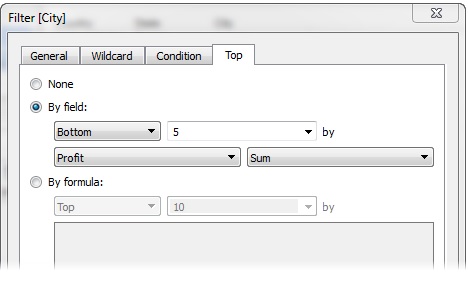 Filter [City]
General Wildcard Condition Top
None
By field:
Bottom 5 by
Profit Sum
By formula:
Top 10 by